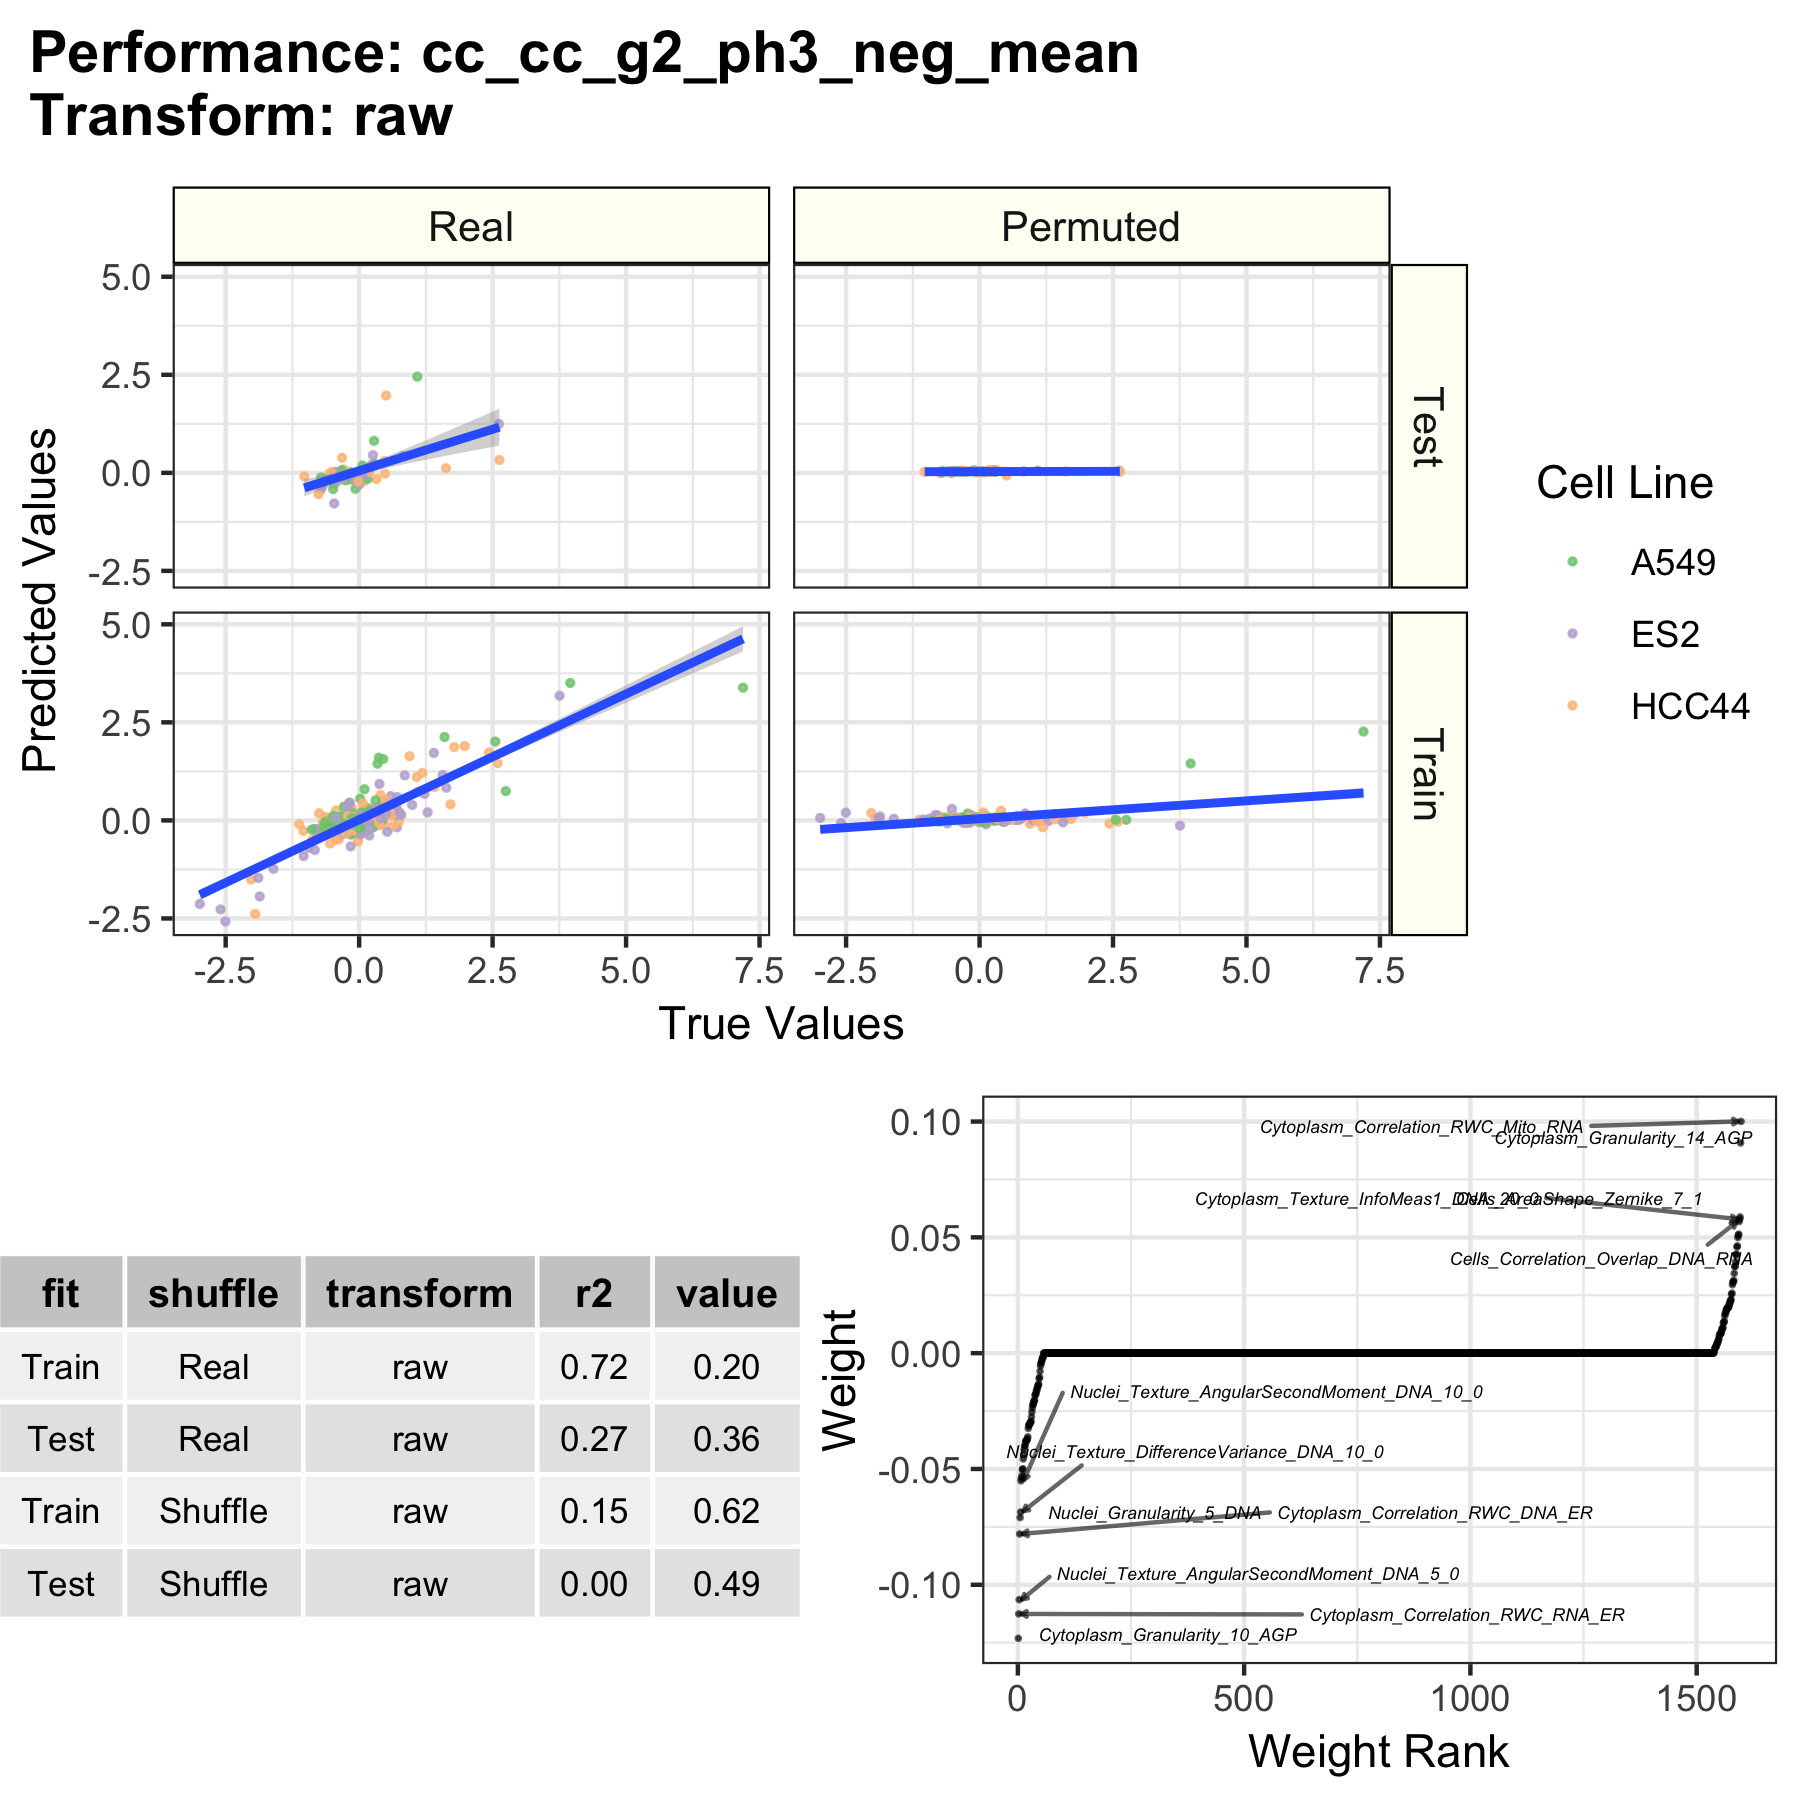 Performance: cc_cc_g2_ph3_neg_mean
Transform: raw
Real
Permuted
5.0
2.5
0.0
-2.5
Test
5.0
2.5
0.0
-2.5
Train
Predicted Values
-2.5 0.0 2.5 5.0 7.5
-2.5 0.0 2.5 5.0 7.5
True Values
Cell Line
A549
ES2
HCC44
fit shuffle transform r2 value
Train Real raw 0.72 0.20
Test Real raw 0.27 0.36
Train Shuffle raw 0.15 0.62
Test Shuffle raw 0.00 0.49
Weight
0.10
0.05
0.00
-0.05
-0.10
Cytoplasm_Correlation_RWC_Mito_RNA
Cytoplasm_Granularity_14_AGP
Cytoplasm_Texture_InfoMeas1_DNA_20_0
Cells_AreaShape_Zernike_7_1
Cells_Correlation_Overlap_DNA_RNA
Nuclei_Texture_AngularSecondMoment_DNA_10_0
Nuclei_Texture_DifferenceVariance_DNA_10_0
Nuclei_Granularity_5_DNA
Cytoplasm_Correlation_RWC_DNA_ER
Nuclei_Texture_AngularSecondMoment_DNA_5_0
Cytoplasm_Correlation_RWC_RNA_ER
Cytoplasm_Granularity_10_AGP
0 500 1000 1500
Weight Rank